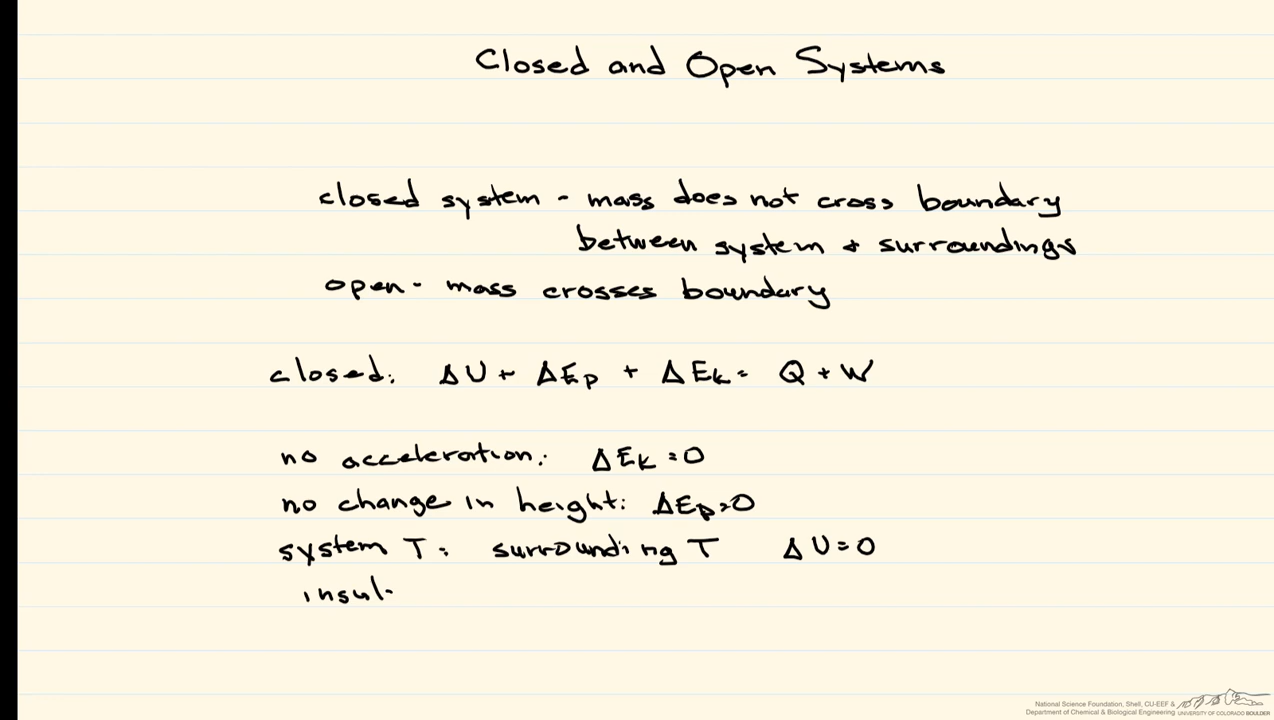 Closed and Open Systems
closed system - mass does not cross boundary
between system + surroundings
open - mass crosses boundary
closed: ΔU + ΔEp + ΔEk = Q + W
no acceleration: ΔEk = 0
no change in height: ΔEp = 0
system T = surrounding T ΔU = 0
insul
National Science Foundation, Shell, CU-EEF &
Department of Chemical & Biological Engineering UNIVERSITY OF COLORADO BOULDER